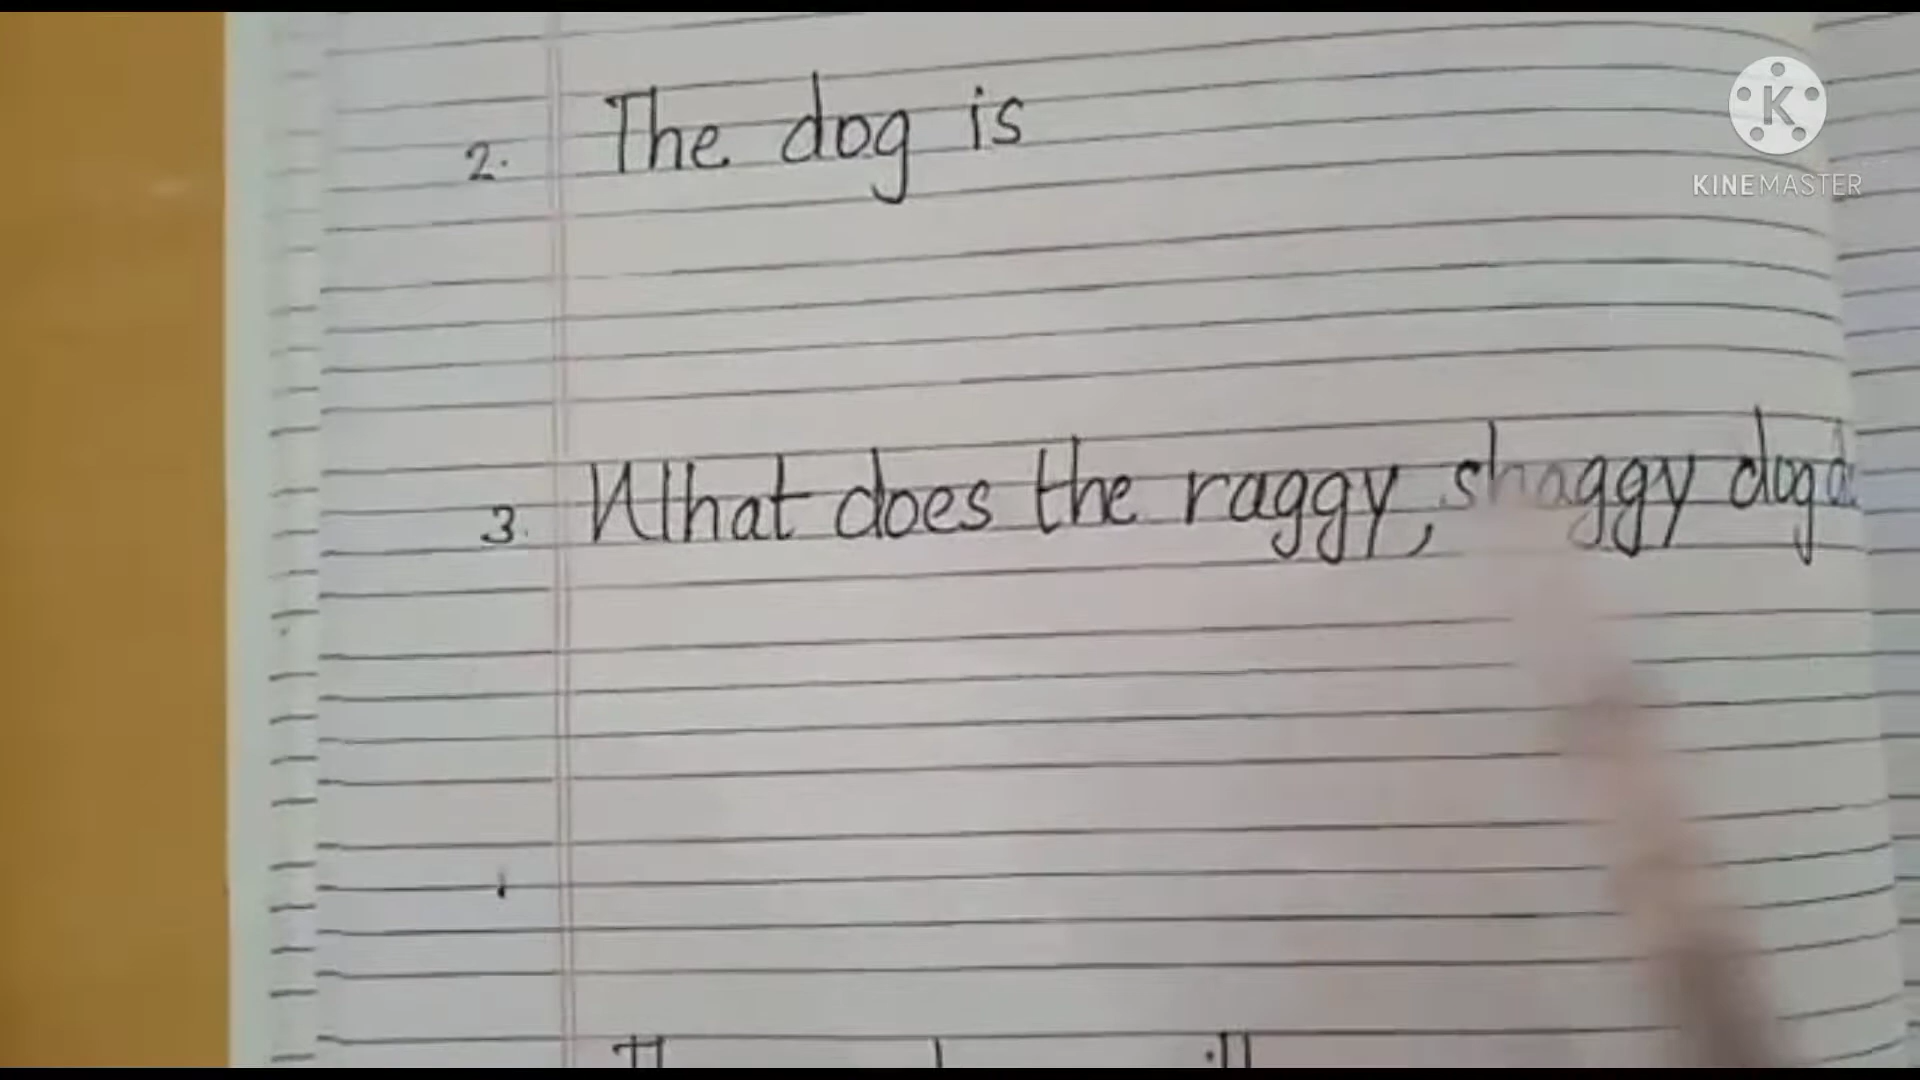 2. The dog is
3. What does the raggy, shaggy dog d
K
KINEMASTER